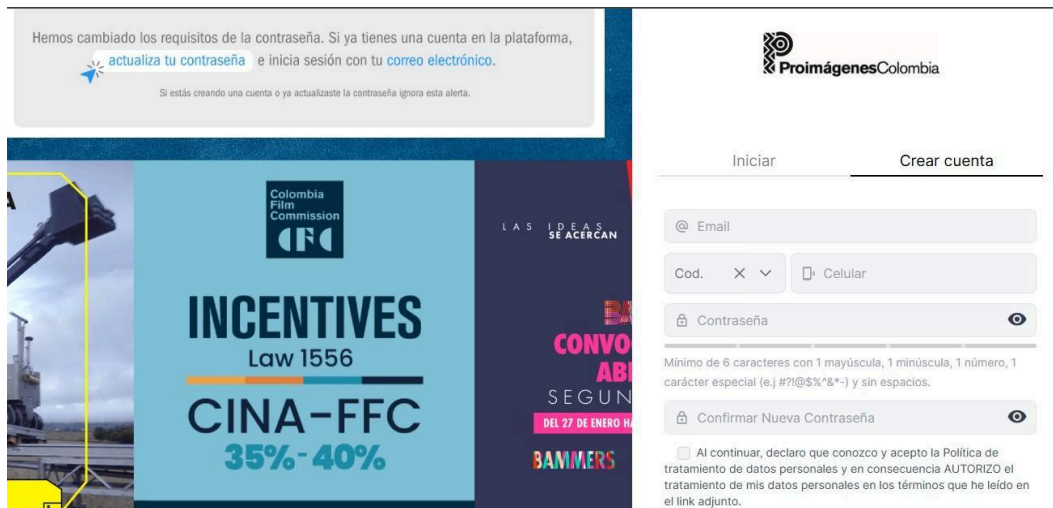 Hemos cambiado los requisitos de la contraseña. Si ya tienes una cuenta en la plataforma,
actualiza tu contraseña e inicia sesión con tu correo electrónico.
Si estás creando una cuenta o ya actualizaste la contraseña ignora esta alerta.
Colombia
Film
Commission
CFC
INCENTIVES
Law 1556
CINA-FFC
35%-40%
LAS IDEAS
SE ACERCAN
CONVO
AB
SEGUN
DEL 27 DE ENERO
BAMMERS
ProimágenesColombia
Iniciar
Crear cuenta
@ Email
Cod.
Celular
Contraseña
Mínimo de 6 caracteres con 1 mayúscula, 1 minúscula, 1 número, 1
carácter especial (e.j #?!@$%^&*-) y sin espacios.
Confirmar Nueva Contraseña
Al continuar, declaro que conozco y acepto la Política de
tratamiento de datos personales y en consecuencia AUTORIZO el
tratamiento de mis datos personales en los términos que he leído en
el link adjunto.